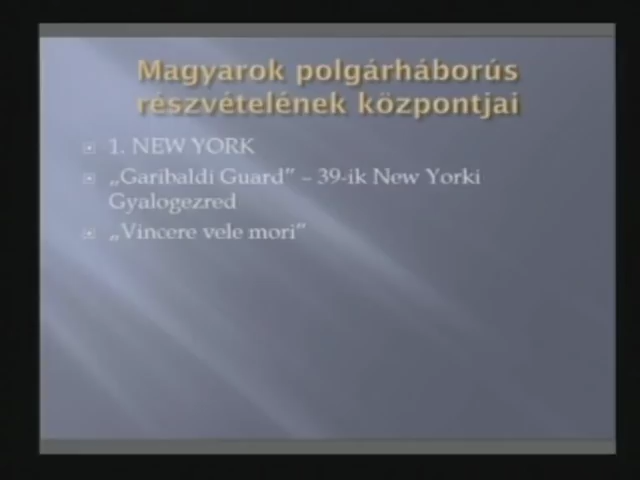 Magyarok polgárháborús
részvételének központjai
1. NEW YORK
„Garibaldi Guard” – 39-ik New Yorki
Gyalogezred
„Vincere vele mori”